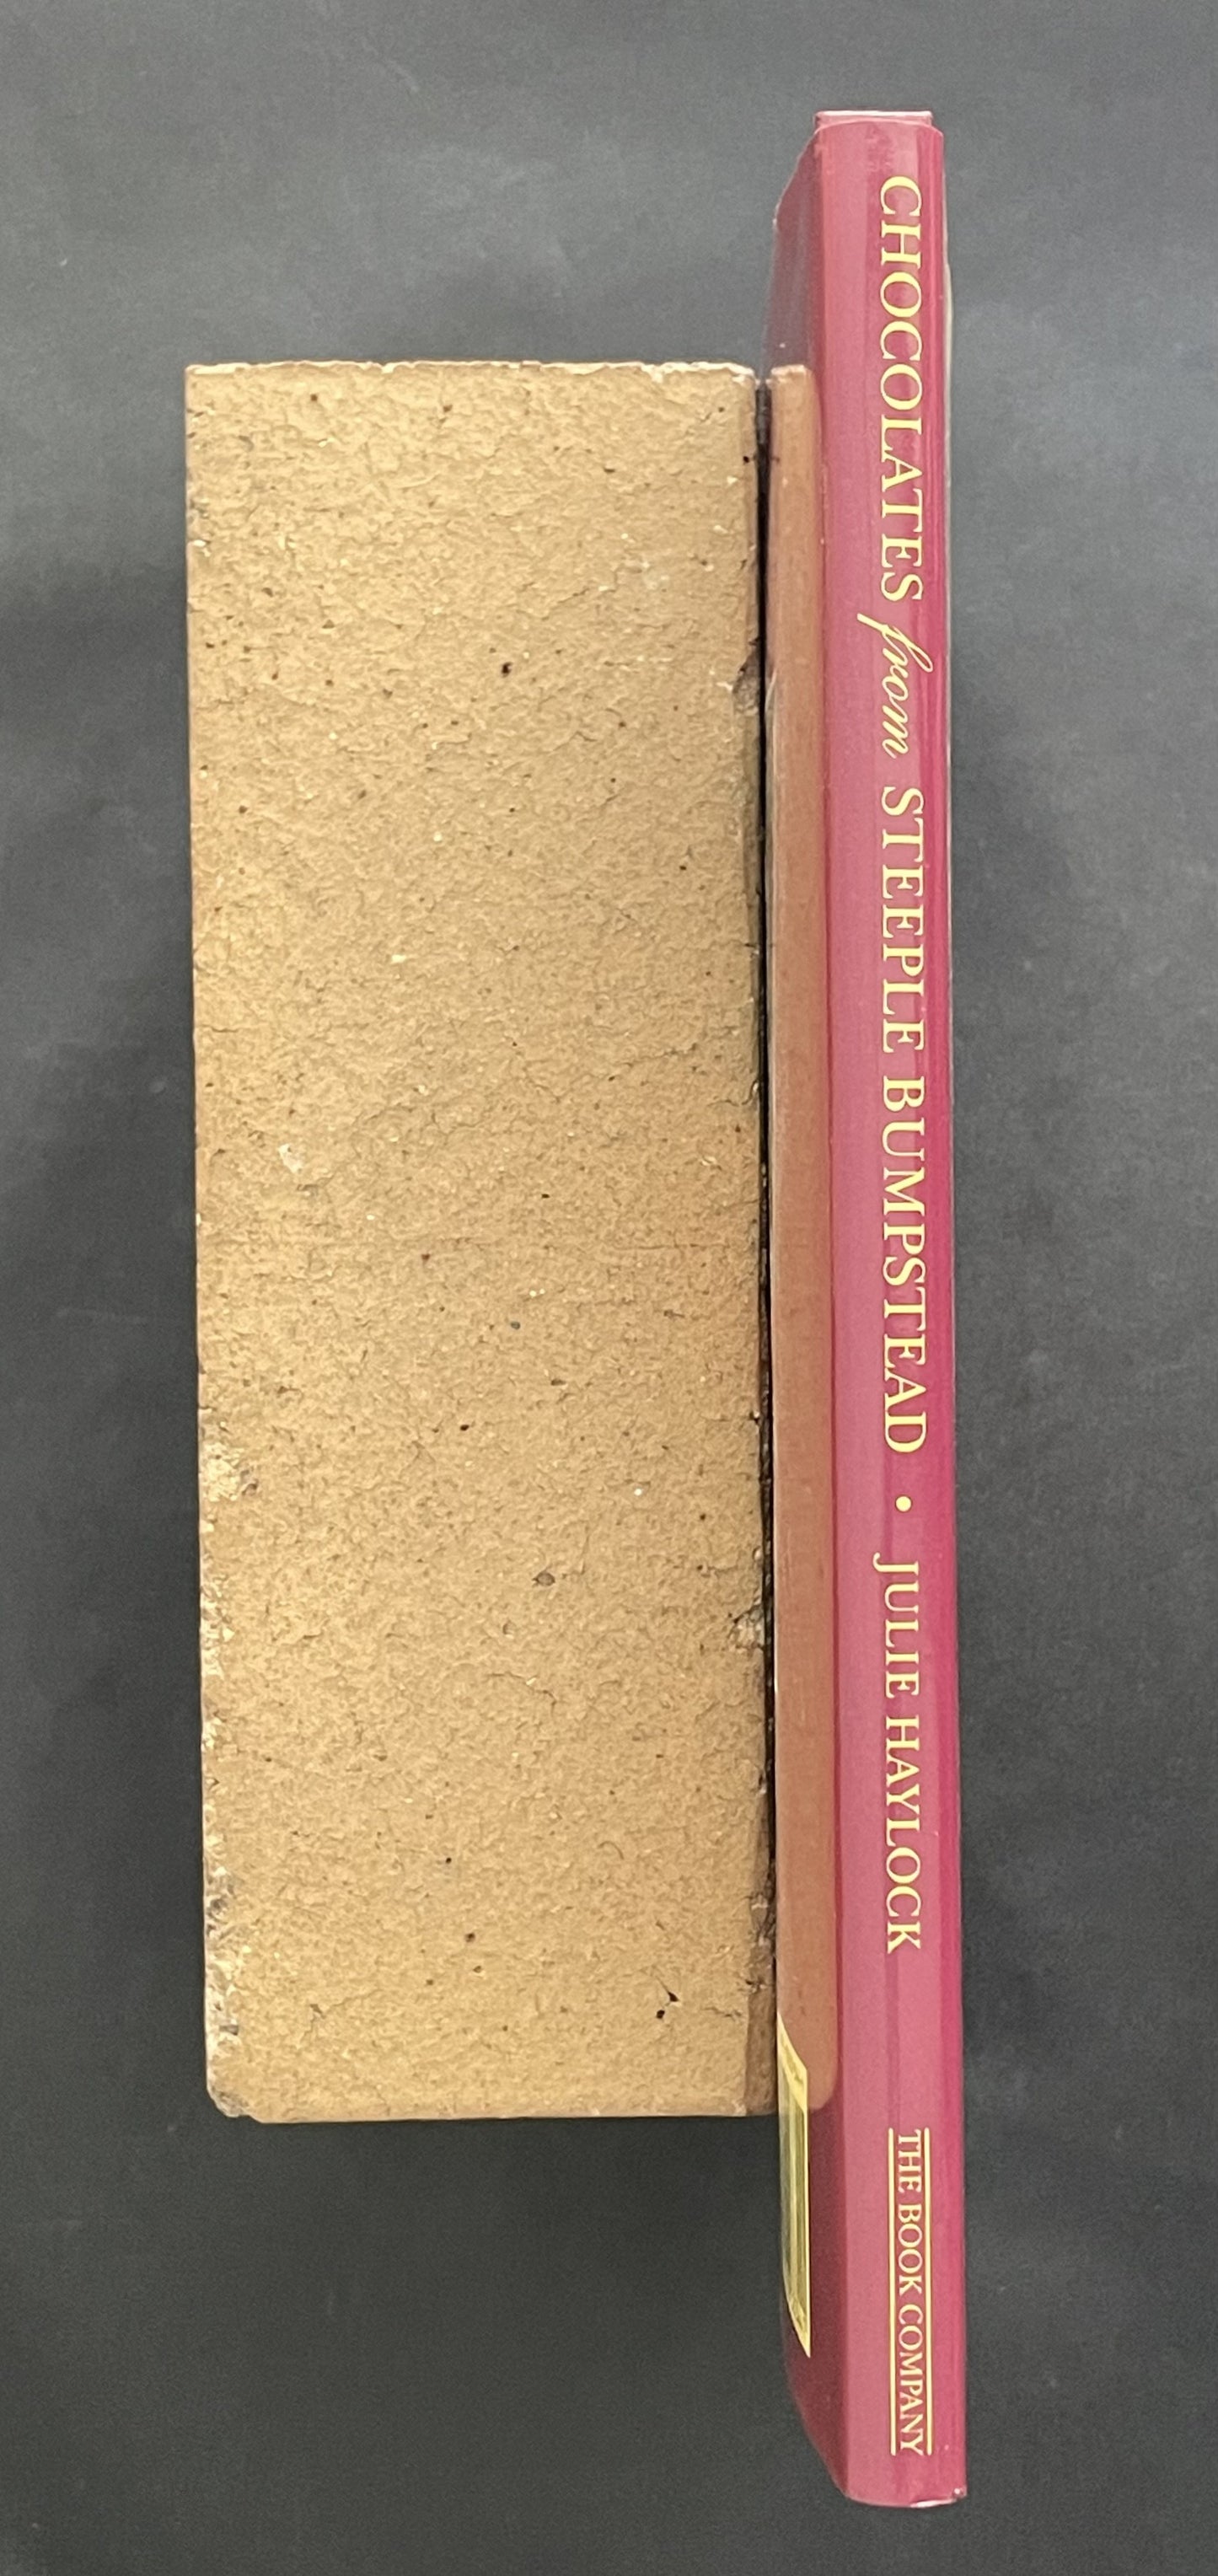 CHOCOLATES from STEEPLE BUMPSTEAD • JULIE HAYLOCK
THE BOOK COMPANY